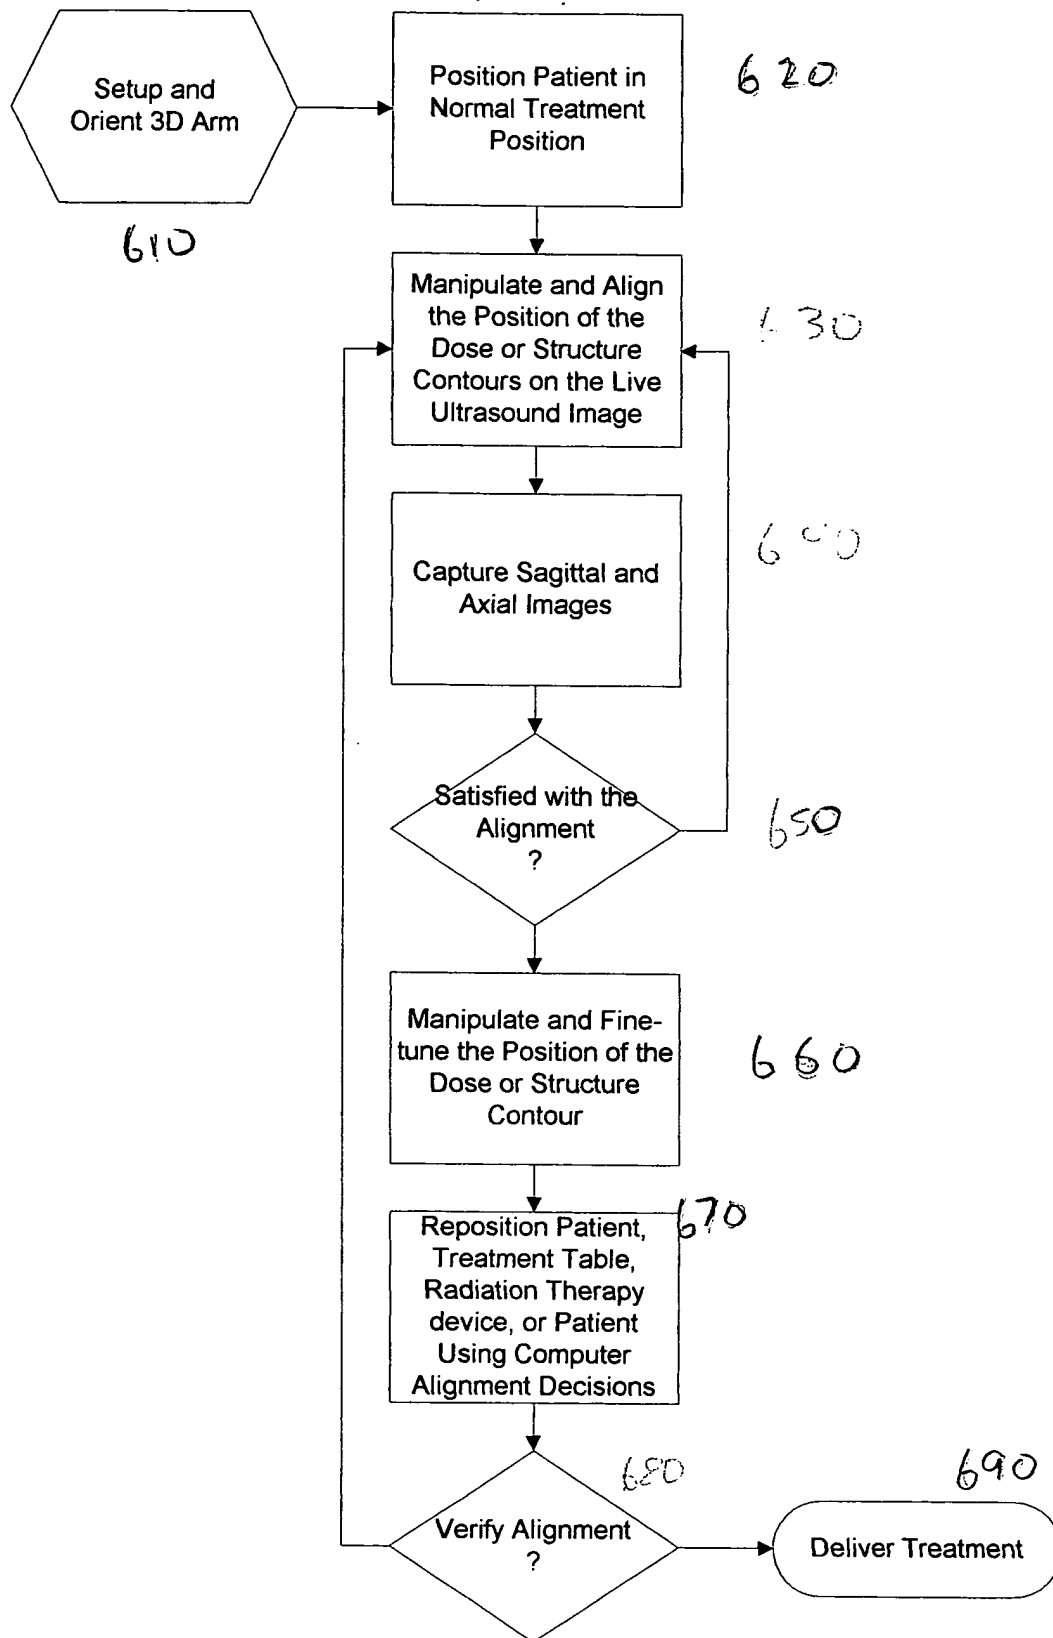 Setup and
Orient 3D Arm
610
Position Patient in
Normal Treatment
Position
620
Manipulate and Align
the Position of the
Dose or Structure
Contours on the Live
Ultrasound Image
Capture Sagittal and
Axial Images
Satisfied with the
Alignment
?
650
Manipulate and Fine-
tune the Position of the
Dose or Structure
Contour
660
670
Reposition Patient,
Treatment Table,
Radiation Therapy
device, or Patient
Using Computer
Alignment Decisions
680
Verify Alignment
?
690
Deliver Treatment